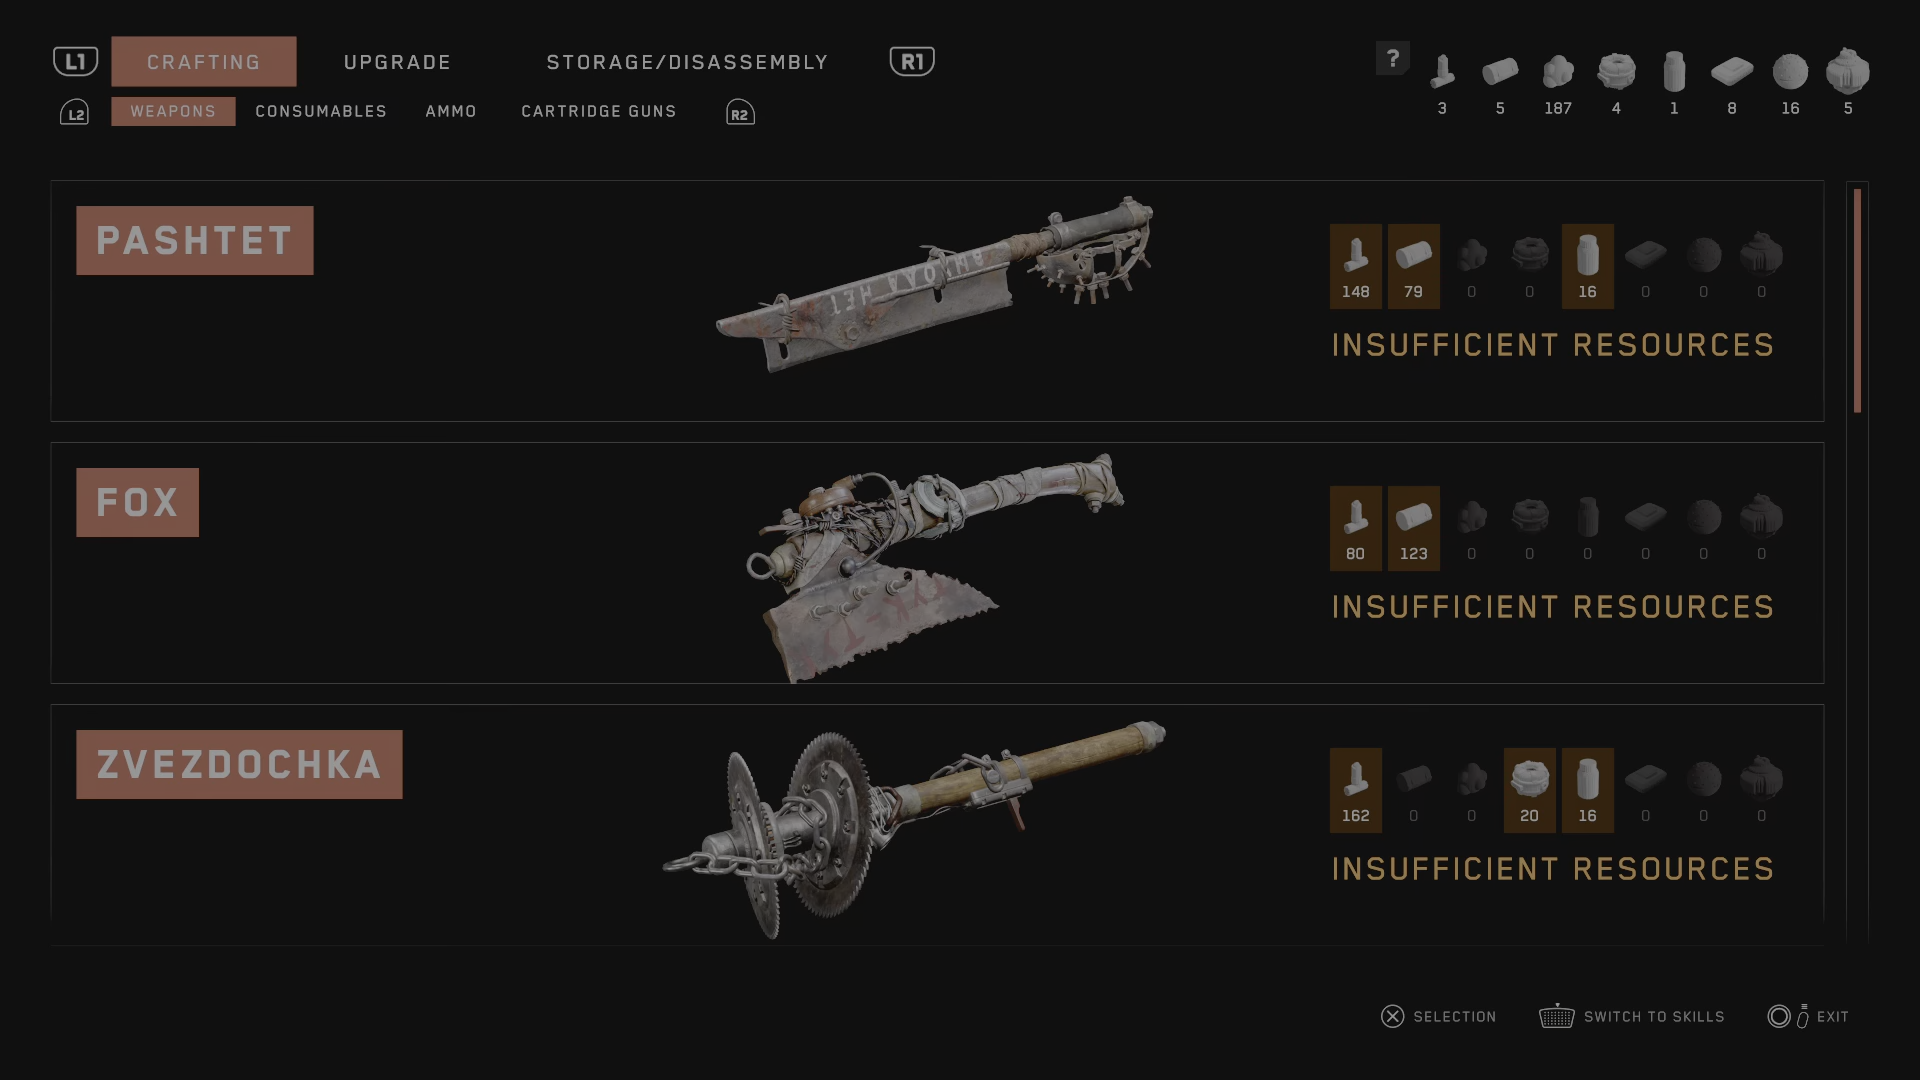 L1 CRAFTING UPGRADE STORAGE/DISASSEMBLY R1 ?
L2 WEAPONS CONSUMABLES AMMO CARTRIDGE GUNS R2
3 5 187 4 1 8 16 5
PASHTET
148 79 0 0 16 0 0 0
INSUFFICIENT RESOURCES
FOX
80 123 0 0 0 0 0 0
INSUFFICIENT RESOURCES
ZVEZDOCHKA
162 0 0 20 16 0 0 0
INSUFFICIENT RESOURCES
SELECTION SWITCH TO SKILLS EXIT